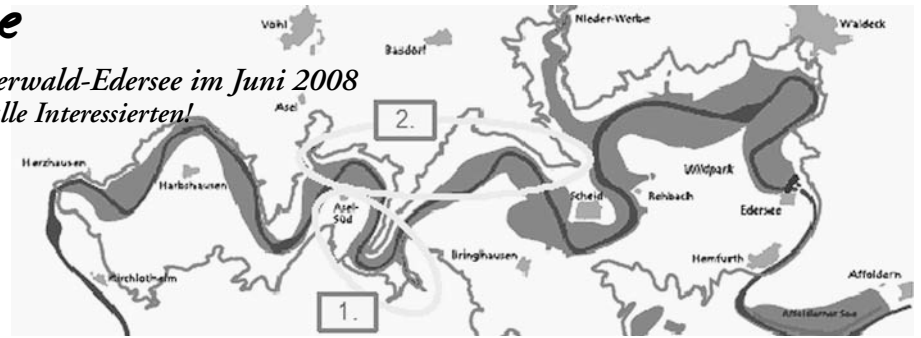 e
erwald-Edersee im Juni 2008
lle Interessierten!
Vöhl
Basdorf
Nieder-Werbe
Waldeck
Asel
2.
Herzhausen
Harbshausen
Asel-
Süd
Scheid
Rehbach
Wildpark
Edersee
Bringhausen
Hemfurth
Kirchlotheim
Affoldern
Affolderner See
1.